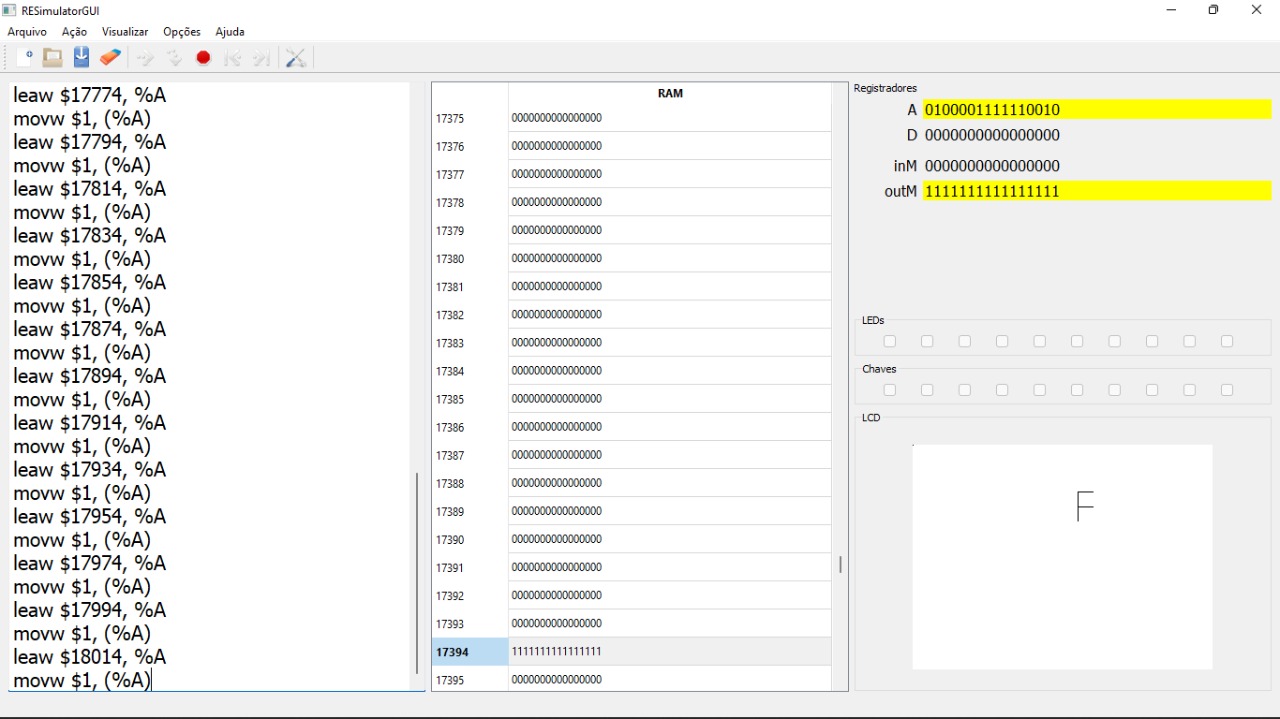 RESimulatorGUI
Arquivo Ação Visualizar Opções Ajuda
leaw $17774, %A
movw $1, (%A)
leaw $17794, %A
movw $1, (%A)
leaw $17814, %A
movw $1, (%A)
leaw $17834, %A
movw $1, (%A)
leaw $17854, %A
movw $1, (%A)
leaw $17874, %A
movw $1, (%A)
leaw $17894, %A
movw $1, (%A)
leaw $17914, %A
movw $1, (%A)
leaw $17934, %A
movw $1, (%A)
leaw $17954, %A
movw $1, (%A)
leaw $17974, %A
movw $1, (%A)
leaw $17994, %A
movw $1, (%A)
leaw $18014, %A
movw $1, (%A)
RAM
17375 0000000000000000
17376 0000000000000000
17377 0000000000000000
17378 0000000000000000
17379 0000000000000000
17380 0000000000000000
17381 0000000000000000
17382 0000000000000000
17383 0000000000000000
17384 0000000000000000
17385 0000000000000000
17386 0000000000000000
17387 0000000000000000
17388 0000000000000000
17389 0000000000000000
17390 0000000000000000
17391 0000000000000000
17392 0000000000000000
17393 0000000000000000
17394 1111111111111111
17395 0000000000000000
Registradores
A 0100001111110010
D 0000000000000000
inM 0000000000000000
outM 1111111111111111
LEDs
Chaves
LCD
F